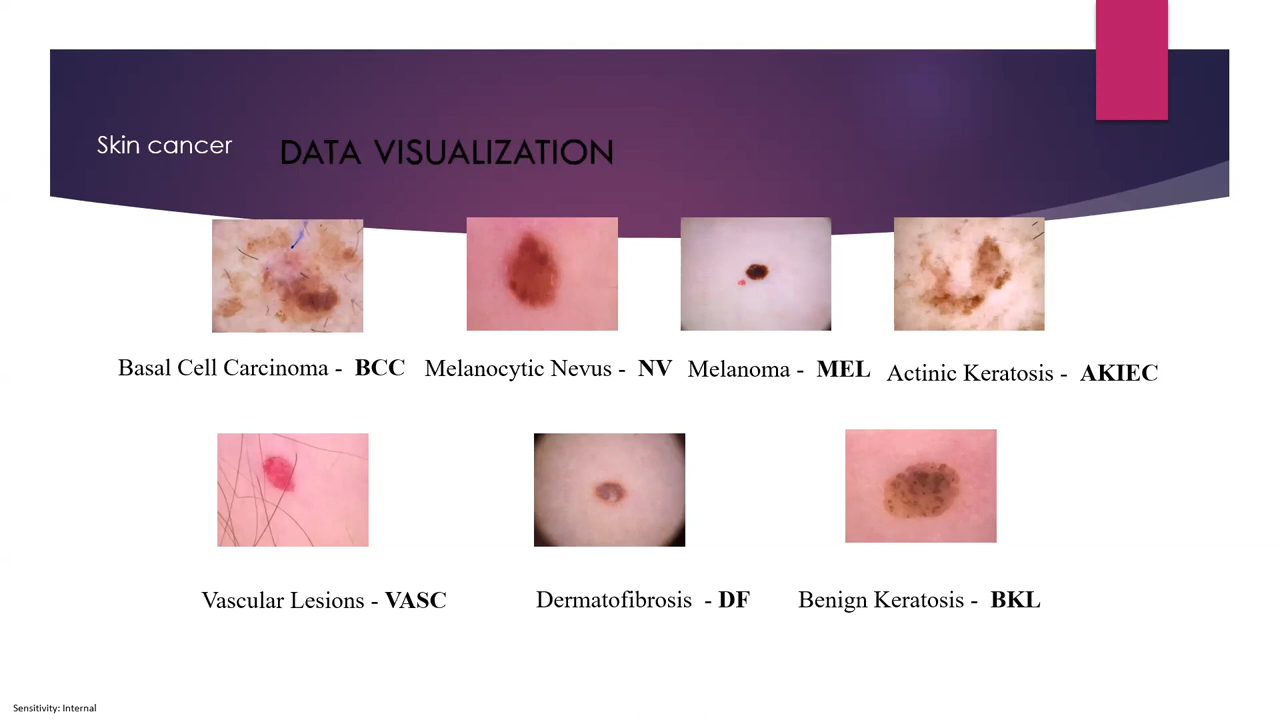 Skin cancer
DATA VISUALIZATION
Basal Cell Carcinoma - BCC
Melanocytic Nevus - NV
Melanoma - MEL
Actinic Keratosis - AKIEC
Vascular Lesions - VASC
Dermatofibrosis - DF
Benign Keratosis - BKL
Sensitivity: Internal